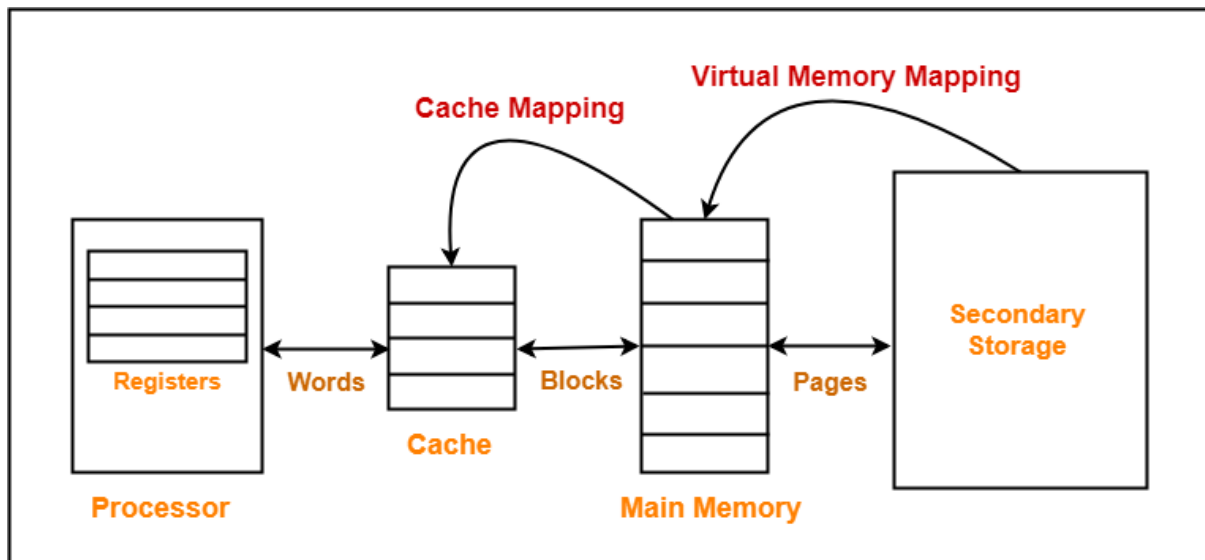 Virtual Memory Mapping
Cache Mapping
Secondary
Storage
Registers
Words
Blocks
Pages
Cache
Processor
Main Memory